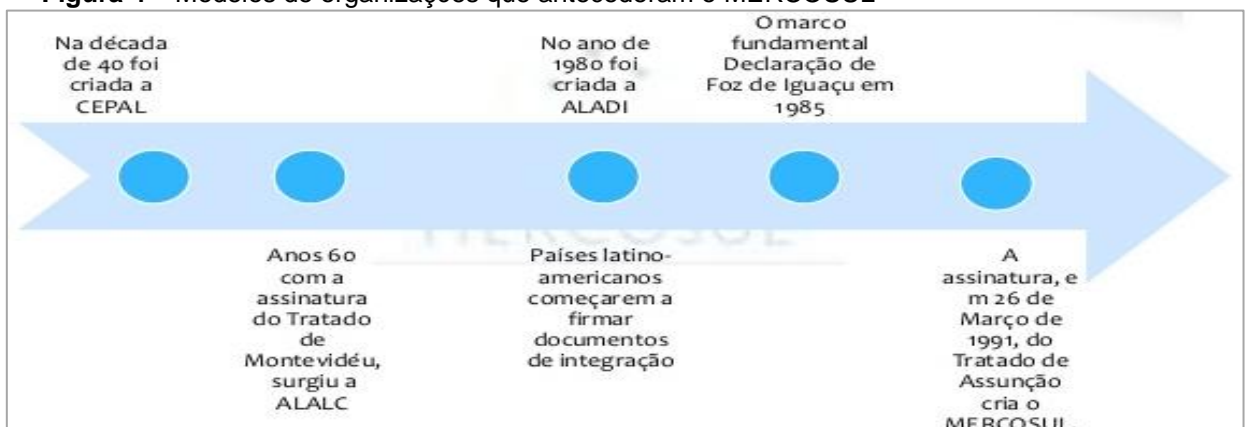 Na década
de 40 foi
criada a
CEPAL
No ano de
1980 foi
criada a
ALADI
O marco
fundamental
Declaração de
Foz de Iguaçu em
1985
MERCOSUL
Anos 60
com a
assinatura
do Tratado
de
Montevidéu,
surgiu a
ALALC
Países latino-
americanos
começarem a
firmar
documentos
de integração
A
assinatura, e
m 26 de
Março de
1991, do
Tratado de
Assunção
cria o
MERCOSUL